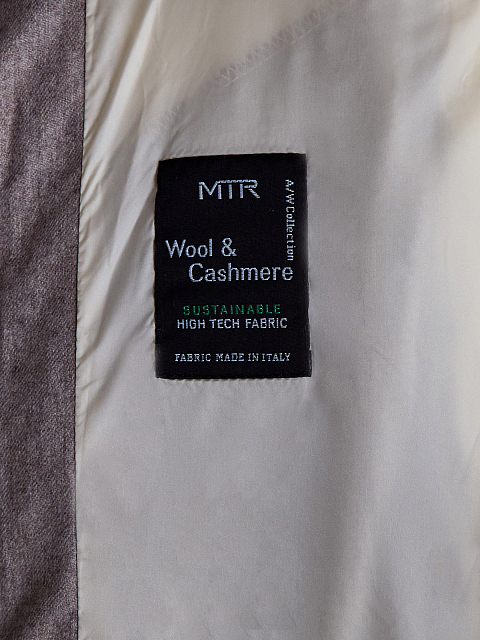 MTR
A/W Collection
Wool &
Cashmere
SUSTAINABLE
HIGH TECH FABRIC
FABRIC MADE IN ITALY